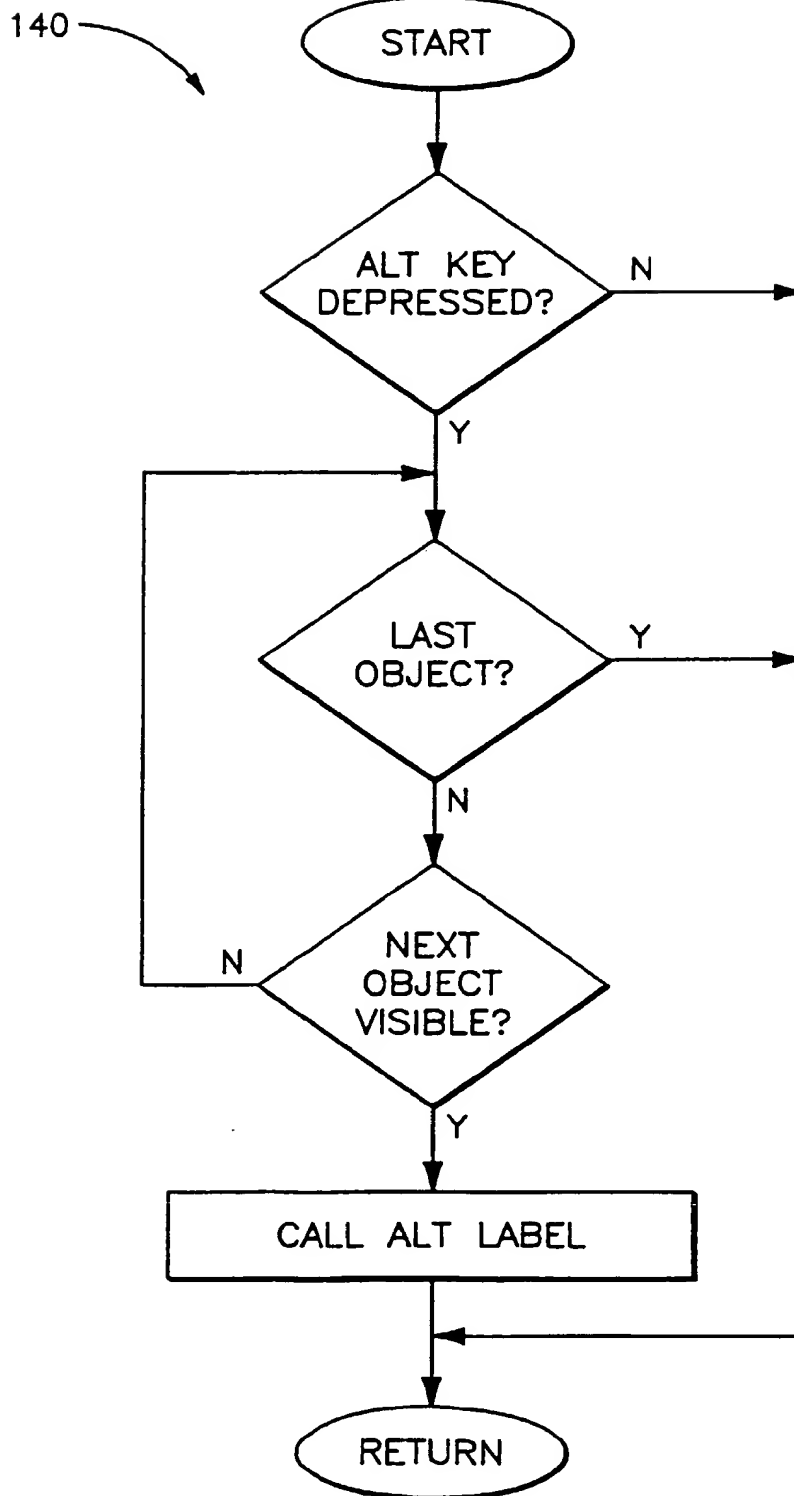 140
START
ALT KEY
DEPRESSED?
N
Y
LAST
OBJECT?
Y
N
NEXT
OBJECT
VISIBLE?
N
Y
CALL ALT LABEL
RETURN